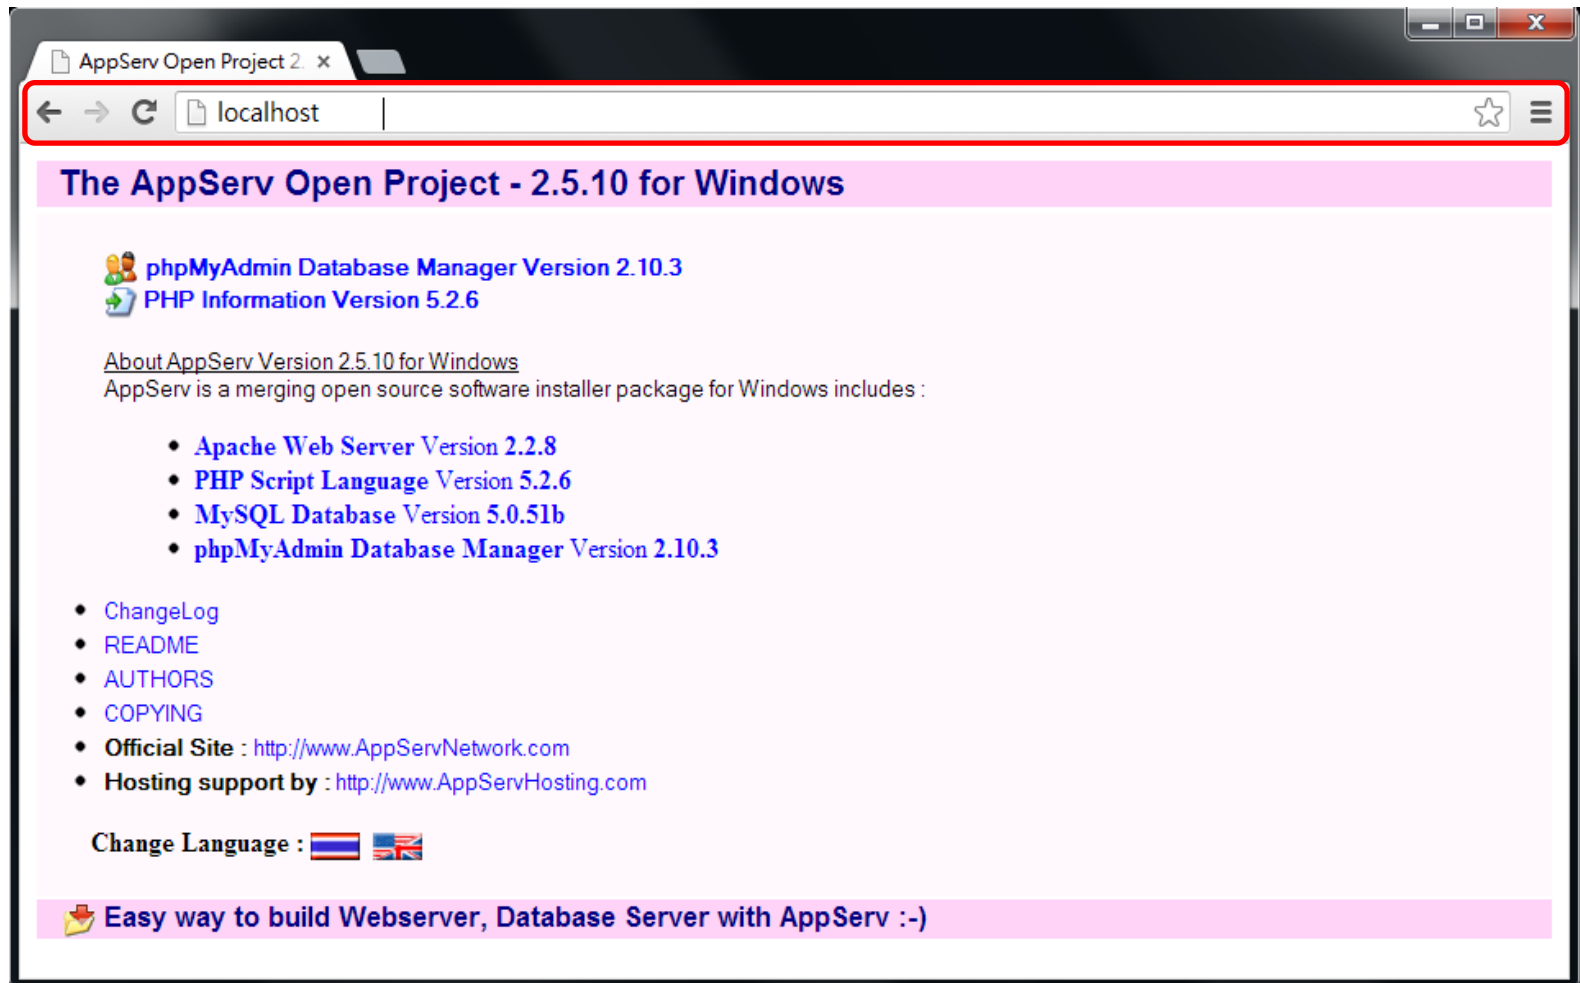 AppServ Open Project 2.
localhost
The AppServ Open Project - 2.5.10 for Windows
phpMyAdmin Database Manager Version 2.10.3
PHP Information Version 5.2.6
About AppServ Version 2.5.10 for Windows
AppServ is a merging open source software installer package for Windows includes :
Apache Web Server Version 2.2.8
PHP Script Language Version 5.2.6
MySQL Database Version 5.0.51b
phpMyAdmin Database Manager Version 2.10.3
ChangeLog
README
AUTHORS
COPYING
Official Site : http://www.AppServNetwork.com
Hosting support by : http://www.AppServHosting.com
Change Language :
Easy way to build Webserver, Database Server with AppServ :-)